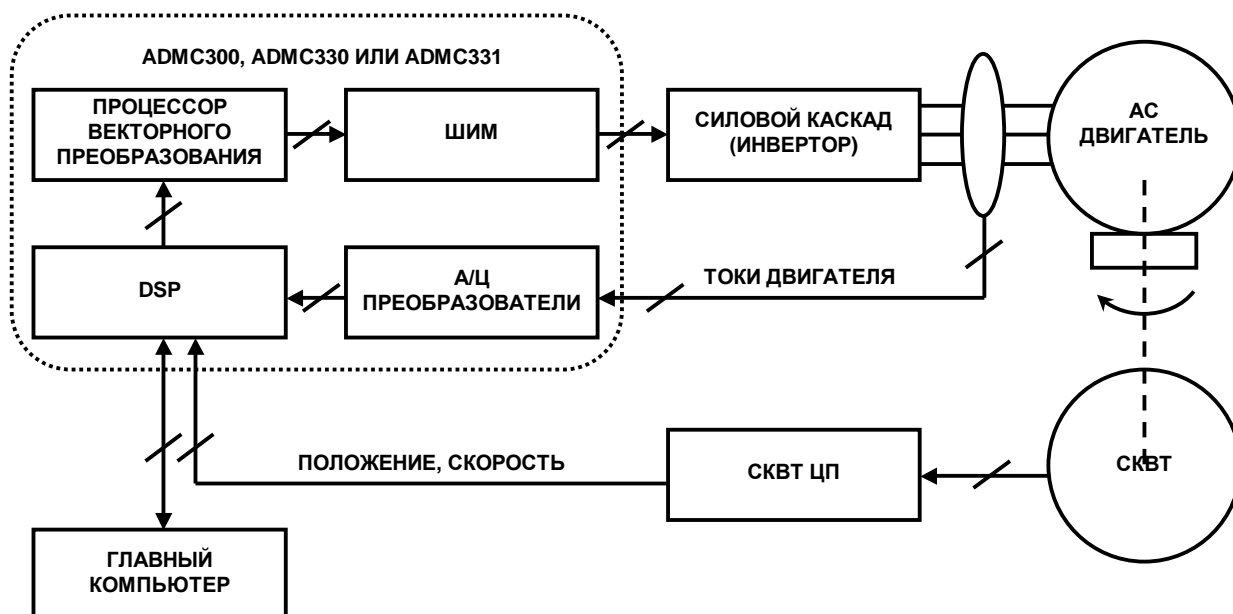 ADMC300, ADMC330 ИЛИ ADMC331
ПРОЦЕССОР
ВЕКТОРНОГО
ПРЕОБРАЗОВАНИЯ
ШИМ
СИЛОВОЙ КАСКАД
(ИНВЕРТОР)
АС
ДВИГАТЕЛЬ
DSP
А/Ц
ПРЕОБРАЗОВАТЕЛИ
ТОКИ ДВИГАТЕЛЯ
ПОЛОЖЕНИЕ, СКОРОСТЬ
СКВТ ЦП
СКВТ
ГЛАВНЫЙ
КОМПЬЮТЕР